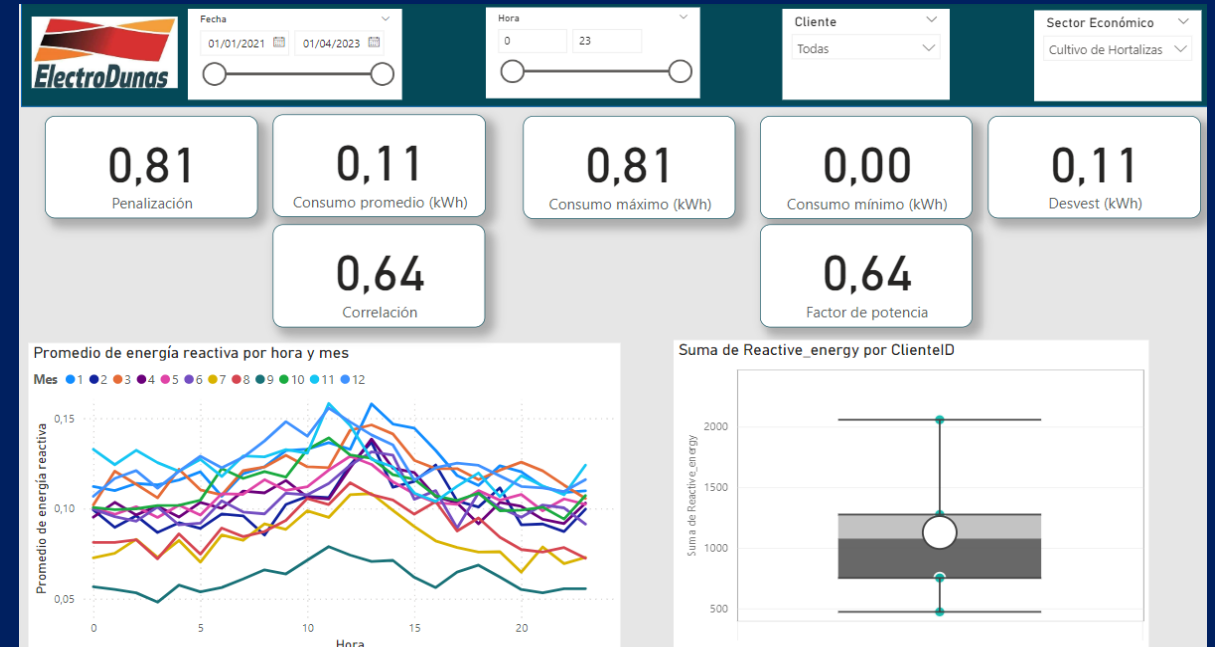 ElectroDunas
Fecha
01/01/2021 01/04/2023
Hora
0 23
Cliente
Todas
Sector Económico
Cultivo de Hortalizas
0,81
Penalización
0,11
Consumo promedio (kWh)
0,81
Consumo máximo (kWh)
0,00
Consumo mínimo (kWh)
0,11
Desvest (kWh)
0,64
Correlación
0,64
Factor de potencia
Promedio de energía reactiva por hora y mes
Mes 1 2 3 4 5 6 7 8 9 10 11 12
Promedio de energía reactiva
0,15
0,10
0,05
0 5 10 15 20
Hora
Suma de Reactive_energy por ClienteID
Suma de Reactive_energy
2000
1500
1000
500